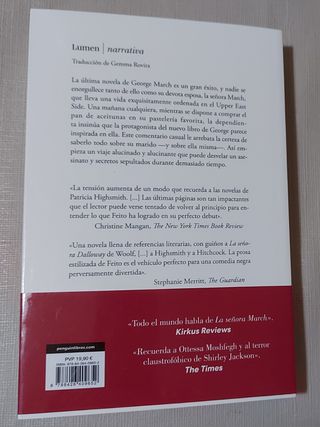 Lumen | narrativa
Traducción de Gemma Rovira
La última novela de George March es un gran éxito, y nadie se
enorgullece tanto de ello como su devota esposa, la señora March,
que lleva una vida exquisitamente ordenada en el Upper East
Side. Una mañana cualquiera, mientras se dispone a comprar el
pan de aceitunas en su pastelería favorita, la dependienta
insinúa que la protagonista del nuevo libro de George parece
inspirada en ella. Este comentario casual le arrebata la certeza de
saberlo todo sobre su marido —y sobre ella misma—. Así em-
pieza un viaje alucinado y alucinante que puede desvelar un ase-
sinato y secretos sepultados durante demasiado tiempo.
«La tensión aumenta de un modo que recuerda a las novelas de
Patricia Highsmith. [...] Las últimas páginas son tan impactantes
que el lector puede verse tentado de volver al principio para en-
tender lo que Feito ha logrado en su perfecto debut».
Christine Mangan, The New York Times Book Review
«Una novela llena de referencias literarias, con guiños a La seño-
ra Dalloway de Woolf, [...] a Highsmith y a Hitchcock. La prosa
estilizada de Feito es el vehículo perfecto para una comedia negra
perversamente divertida».
Stephanie Merritt, The Guardian
«Todo el mundo habla de La señora March».
Kirkus Reviews
«Recuerda a Ottessa Moshfegh y al terror
claustrofóbico de Shirley Jackson».
The Times
penguinlibros.com
PVP 19,90 €